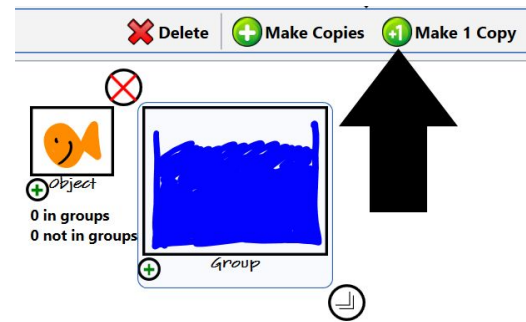 Delete Make Copies +1 Make 1 Copy
Object
0 in groups
0 not in groups
Group